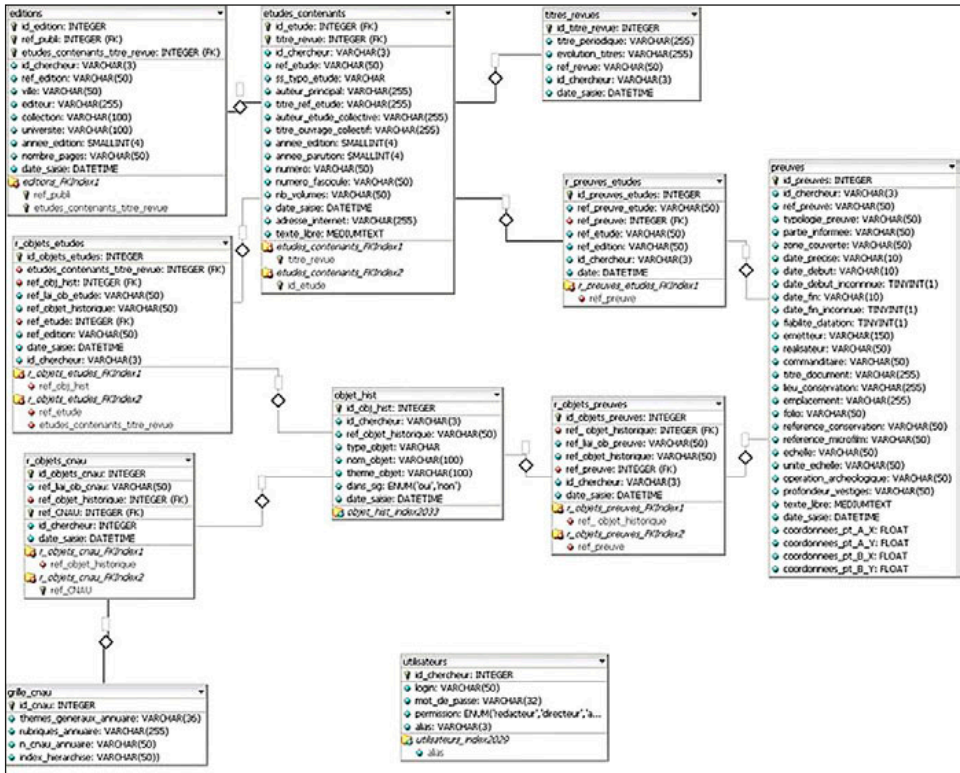 editions
id_edition: INTEGER
ref_publi: INTEGER (FK)
etudes_contenants_titre_revue: INTEGER (FK)
id_chercheur: VARCHAR(3)
ref_edition: VARCHAR(50)
ville: VARCHAR(50)
editeur: VARCHAR(255)
collection: VARCHAR(100)
universite: VARCHAR(100)
annee_edition: SMALLINT(4)
nombre_pages: VARCHAR(50)
date_saisie: DATETIME
editions_FKIndex1
ref_publi
etudes_contenants_titre_revue
etudes_contenants
id_etude: INTEGER (FK)
titre_revue: INTEGER (FK)
id_chercheur: VARCHAR(3)
ref_etude: VARCHAR(50)
ss_typo_etude: VARCHAR
auteur_principal: VARCHAR(255)
titre_ref_etude: VARCHAR(255)
auteur_etude_collective: VARCHAR(255)
titre_ouvrage_collectif: VARCHAR(255)
annee_edition: SMALLINT(4)
annee_parution: SMALLINT(4)
numero: VARCHAR(50)
numero_fascicule: VARCHAR(50)
nb_volumes: VARCHAR(50)
date_saisie: DATETIME
adresse_internet: VARCHAR(255)
texte_libre: MEDIUMTEXT
etudes_contenants_FKIndex1
titre_revue
etudes_contenants_FKIndex2
id_etude
titres_revues
id_titre_revue: INTEGER
titre_periodique: VARCHAR(255)
evolution_titres: VARCHAR(255)
ref_revue: VARCHAR(50)
id_chercheur: VARCHAR(3)
date_sasie: DATETIME
r_preuves_etudes
id_preuves_etudes: INTEGER
ref_preuve_etude: VARCHAR(50)
ref_preuve: INTEGER (FK)
ref_etude: VARCHAR(50)
ref_edition: VARCHAR(50)
id_chercheur: VARCHAR(3)
date: DATETIME
r_preuves_etudes_FKIndex1
ref_preuve
preuves
id_preuves: INTEGER
id_chercheur: VARCHAR(3)
ref_preuve: VARCHAR(50)
typologie_preuve: VARCHAR(50)
partie_informee: VARCHAR(50)
zone_couverte: VARCHAR(50)
date_precise: VARCHAR(10)
date_debut: VARCHAR(10)
date_debut_inconnue: TINYINT(1)
date_fin: VARCHAR(10)
date_fin_inconnue: TINYINT(1)
fiabilite_datation: TINYINT(1)
emetteur: VARCHAR(150)
realisateur: VARCHAR(50)
commanditaire: VARCHAR(50)
titre_document: VARCHAR(255)
lieu_conservation: VARCHAR(255)
emplacement: VARCHAR(255)
folio: VARCHAR(50)
reference_conservation: VARCHAR(50)
reference_microfilm: VARCHAR(50)
echelle: VARCHAR(50)
unite_echelle: VARCHAR(50)
operation_archeologique: VARCHAR(50)
profondeur_vestiges: VARCHAR(50)
texte_libre: MEDIUMTEXT
date_saisie: DATETIME
coordonnees_pt_A_X: FLOAT
coordonnees_pt_A_Y: FLOAT
coordonnees_pt_B_X: FLOAT
coordonnees_pt_B_Y: FLOAT
r_objets_etudes
id_objets_etudes: INTEGER
etudes_contenants_titre_revue: INTEGER (FK)
ref_obj_hist: INTEGER (FK)
ref_lai_ob_etude: VARCHAR(50)
ref_objet_historique: VARCHAR(50)
ref_etude: INTEGER (FK)
ref_edition: VARCHAR(50)
date_saisie: DATETIME
id_chercheur: VARCHAR(3)
r_objets_etudes_FKIndex1
ref_obj_hist
r_objets_etudes_FKIndex2
ref_etude
etudes_contenants_titre_revue
objet_hist
id_obj_hist: INTEGER
id_chercheur: VARCHAR(3)
ref_objet_historique: VARCHAR(50)
type_objet: VARCHAR
nom_objet: VARCHAR(100)
theme_objet: VARCHAR(100)
dans_sig: ENUM('oui','non')
date_saisie: DATETIME
objet_hist_index2033
r_objets_preuves
id_objets_preuves: INTEGER
ref_ objet_historique: INTEGER (FK)
ref_lai_ob_preuve: VARCHAR(50)
ref_objet_historique: VARCHAR(50)
ref_preuve: INTEGER (FK)
id_chercheur: VARCHAR(3)
date_saisie: DATETIME
r_objets_preuves_FKIndex1
ref_ objet_historique
r_objets_preuves_FKIndex2
ref_preuve
r_objets_cnau
id_objets_cnau: INTEGER
ref_lai_ob_cnau: VARCHAR(50)
ref_objet_historique: INTEGER (FK)
ref_CNAU: INTEGER (FK)
id_chercheur: INTEGER
date_saisie: DATETIME
r_objets_cnau_FKIndex1
ref_objet_historique
r_objets_cnau_FKIndex2
ref_CNAU
grille_cnau
id_cnau: INTEGER
themes_generaux_annuaire: VARCHAR(36)
rubriques_annuaire: VARCHAR(255)
n_cnau_annuaire: VARCHAR(50)
index_hierarchise: VARCHAR(50))
utilisateurs
id_chercheur: INTEGER
login: VARCHAR(50)
mot_de_passe: VARCHAR(32)
permission: ENUM('redacteur','directeur','a...
alias: VARCHAR(3)
utilisateurs_index2029
alias